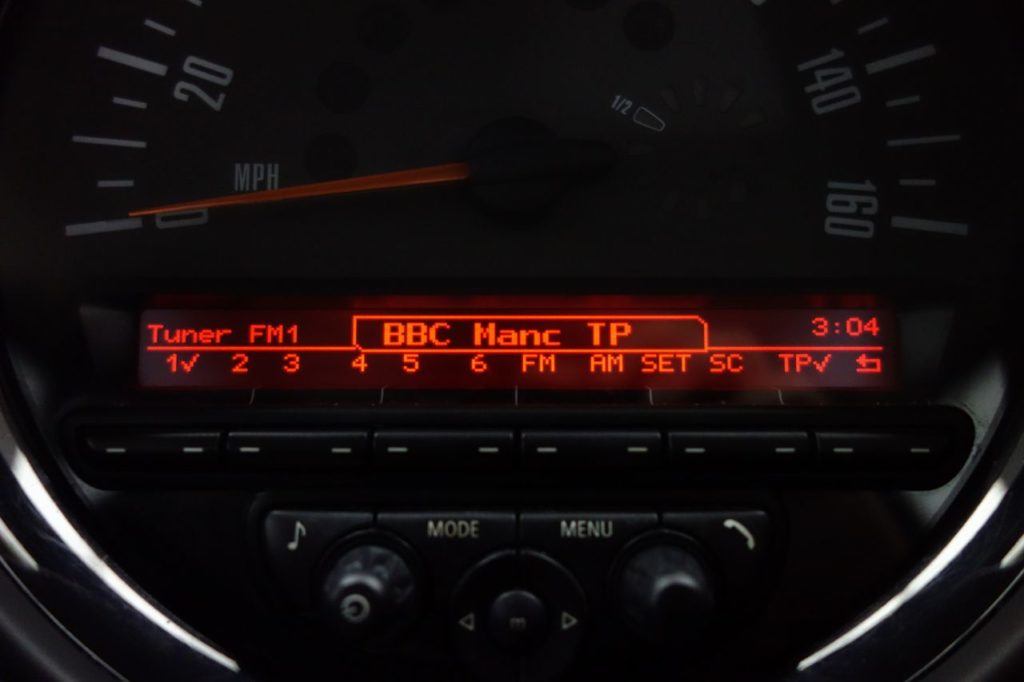 20
140
1/2
MPH
0
160
Tuner FM1 BBC Manc TP 3:04
1✓ 2 3 4 5 6 FM AM SET SC TP✓
MODE MENU
m